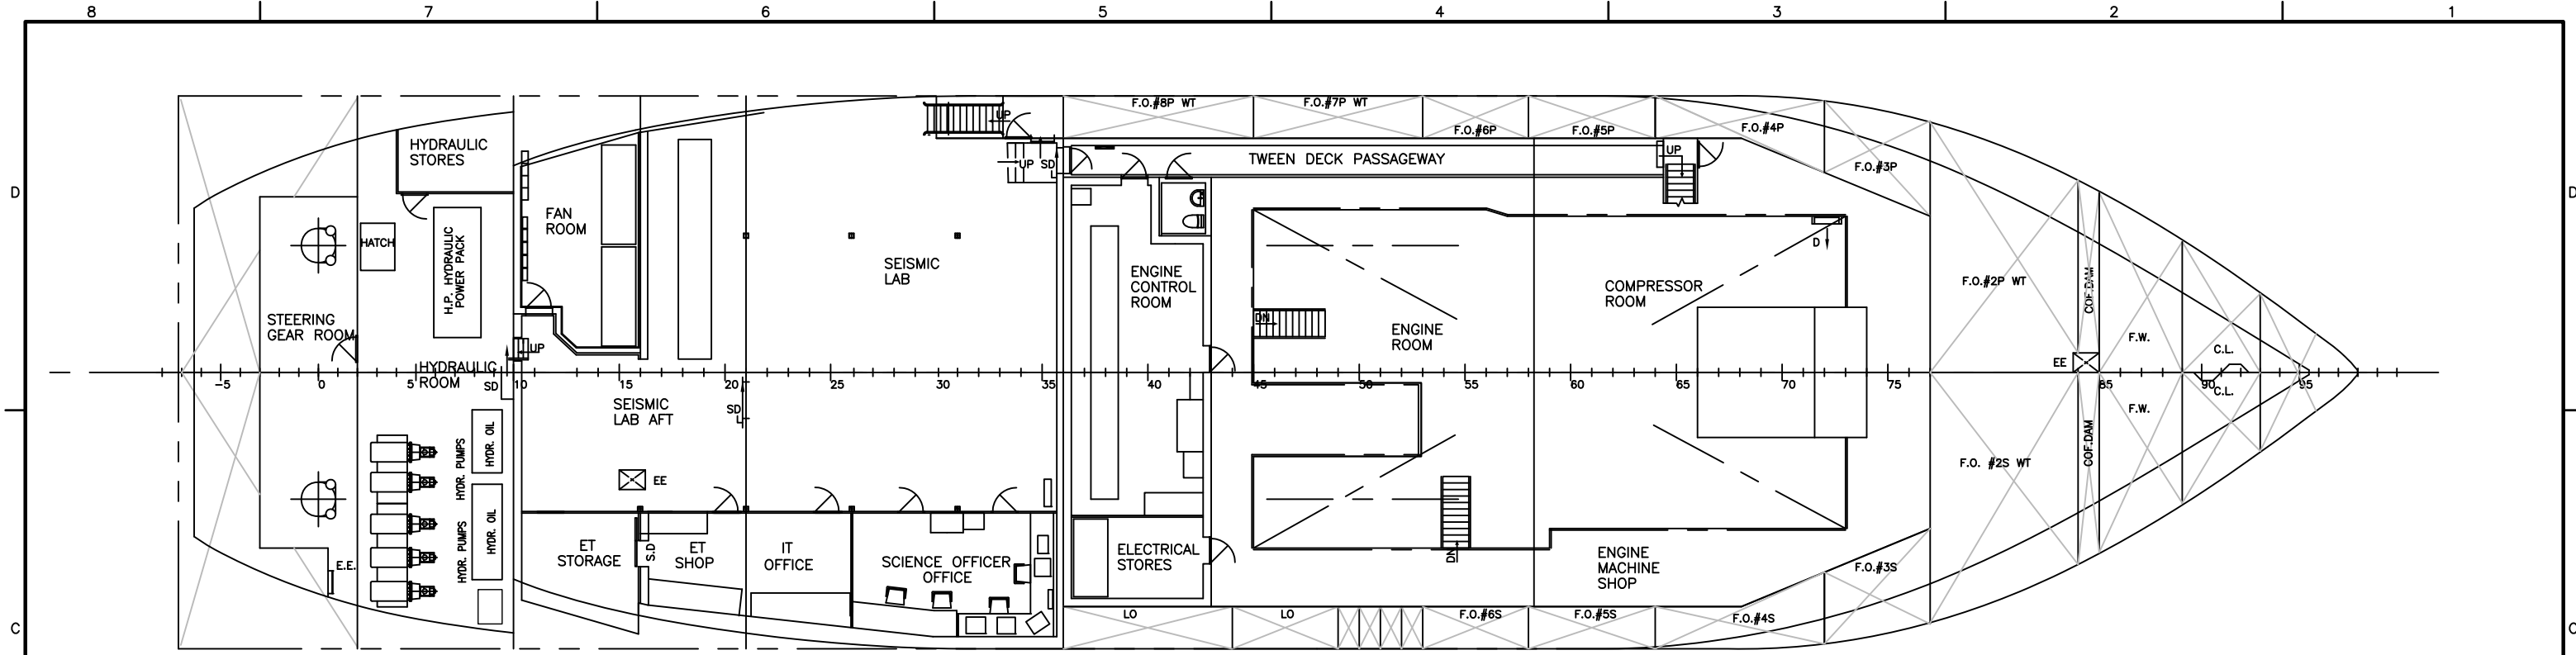 8 7 6 5 4 3 2 1
D
D
C
C
F.O.#8P WT
F.O.#7P WT
F.O.#6P
F.O.#5P
F.O.#4P
F.O.#3P
UP
UP
SD
UP
TWEEN DECK PASSAGEWAY
HYDRAULIC
STORES
FAN
ROOM
HATCH
H.P. HYDRAULIC
POWER PACK
SEISMIC
LAB
ENGINE
CONTROL
ROOM
DN
D
COMPRESSOR
ROOM
ENGINE
ROOM
F.O.#2P WT
COF.DAM
F.W.
C.L.
STEERING
GEAR ROOM
UP
HYDRAULIC
ROOM
SD
EE
-5 0 5 10 15 20 25 30 35 40 45 50 55 60 65 70 75 85 90 95
C.L.
F.W.
SEISMIC
LAB AFT
SD
EE
HYDR. PUMPS
HYDR. OIL
HYDR. PUMPS
HYDR. OIL
F.O. #2S WT
COF.DAM
E.E.
ET
STORAGE
S.D
ET
SHOP
IT
OFFICE
SCIENCE OFFICER
OFFICE
ELECTRICAL
STORES
DN
ENGINE
MACHINE
SHOP
F.O.#3S
LO
LO
F.O.#6S
F.O.#5S
F.O.#4S